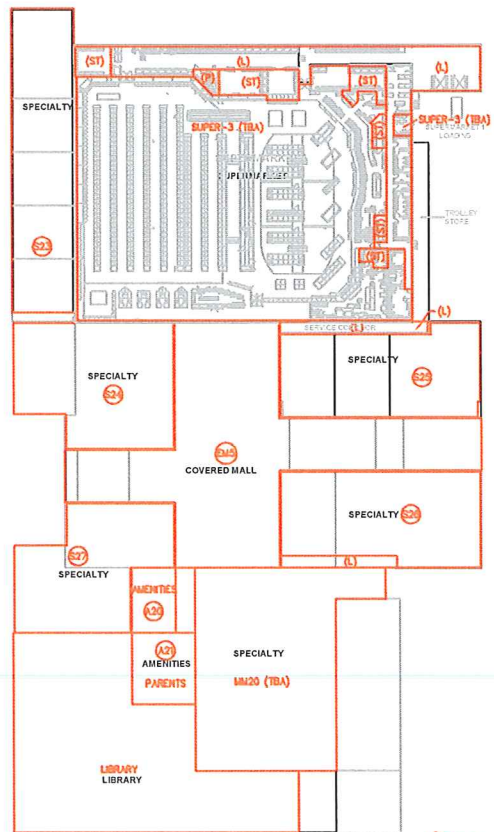 (ST)
(L)
(L)
(P)
(ST)
(ST)
SPECIALTY
SUPER-3 (TBA)
SUPER-3 (TBA)
SUPERMARKET 1
LOADING
(ST)
SUPERMARKET
TROLLEY
STORE
(ST)
S23
(ST)
(L)
SERVICE CORRIDOR
(L)
SPECIALTY
SPECIALTY
S24
S25
EM5
COVERED MALL
SPECIALTY S26
S27
(L)
SPECIALTY
AMENITIES
A20
A21
AMENITIES
SPECIALTY
PARENTS
MM20 (TBA)
LIBRARY
LIBRARY